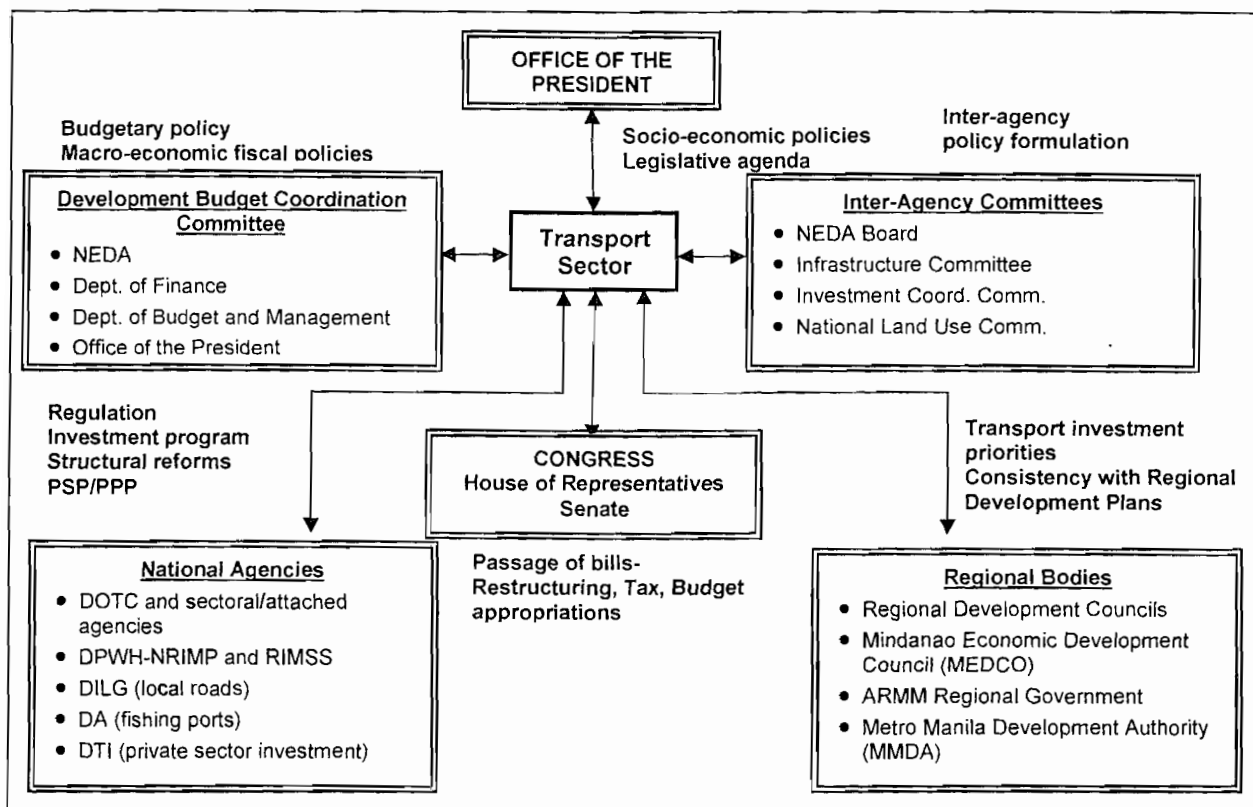 OFFICE OF THE
PRESIDENT
Budgetary policy
Macro-economic fiscal policies
Socio-economic policies
Legislative agenda
Inter-agency
policy formulation
Development Budget Coordination
Committee
• NEDA
• Dept. of Finance
• Dept. of Budget and Management
• Office of the President
Transport
Sector
Inter-Agency Committees
• NEDA Board
• Infrastructure Committee
• Investment Coord. Comm.
• National Land Use Comm.
Regulation
Investment program
Structural reforms
PSP/PPP
CONGRESS
House of Representatives
Senate
Transport investment
priorities
Consistency with Regional
Development Plans
National Agencies
• DOTC and sectoral/attached
agencies
• DPWH-NRIMP and RIMSS
• DILG (local roads)
• DA (fishing ports)
• DTI (private sector investment)
Passage of bills-
Restructuring, Tax, Budget
appropriations
Regional Bodies
• Regional Development Councils
• Mindanao Economic Development
Council (MEDCO)
• ARMM Regional Government
• Metro Manila Development Authority
(MMDA)